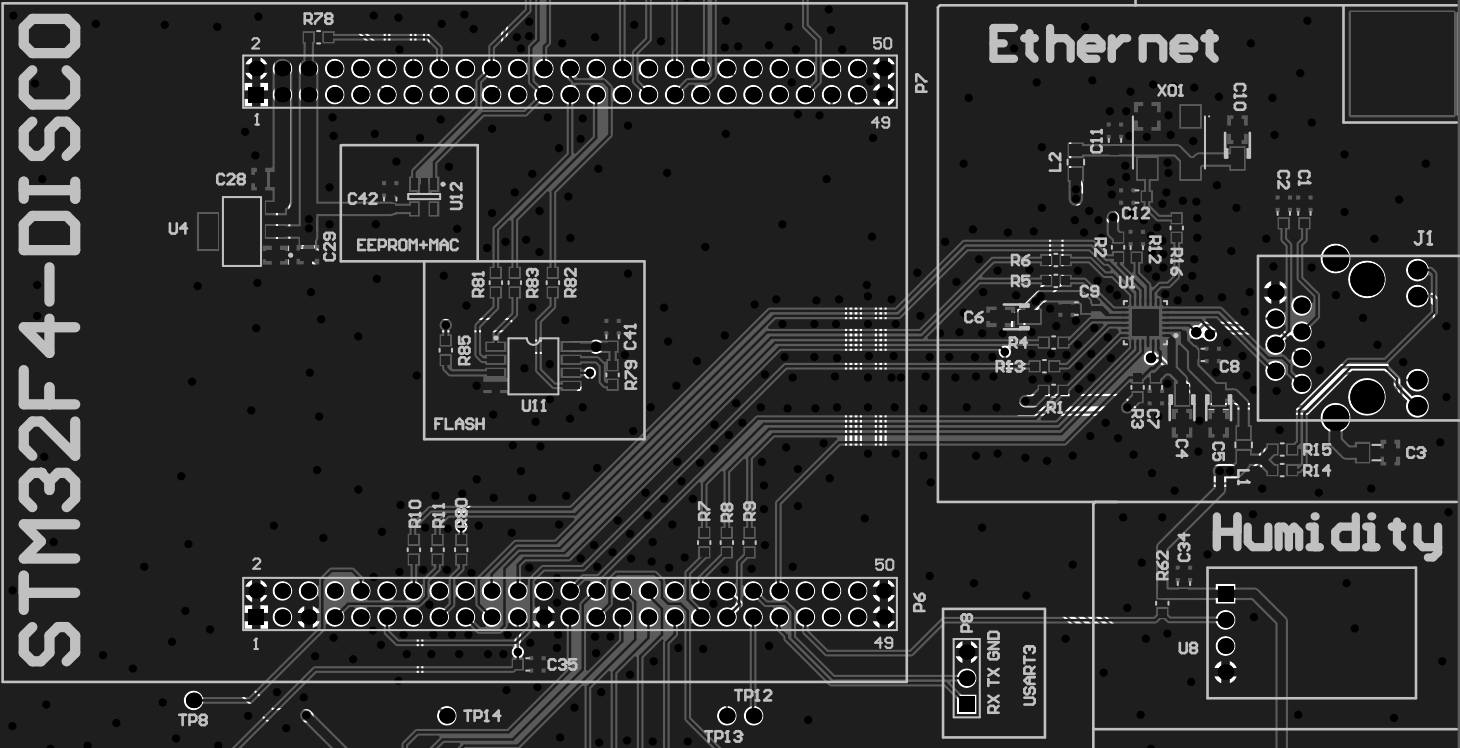 STM32F4-DISCO
R78
2
50
P7
1
49
C28
U4
C29
C42
U12
EEPROM+MAC
R81
R83
R82
R85
C41
R79
U11
FLASH
R10
R11
R80
R7
R8
R9
2
50
P6
1
49
C35
TP8
TP14
TP12
TP13
P8
RX TX GND
USART3
Ethernet
XO1
C10
C11
L2
C12
R2
R12
R16
C2
C1
J1
R6
R5
U1
C9
C6
R4
R13
R1
C8
R3
C7
C4
C5
L1
R15
R14
C3
Humidity
R62
C34
U8